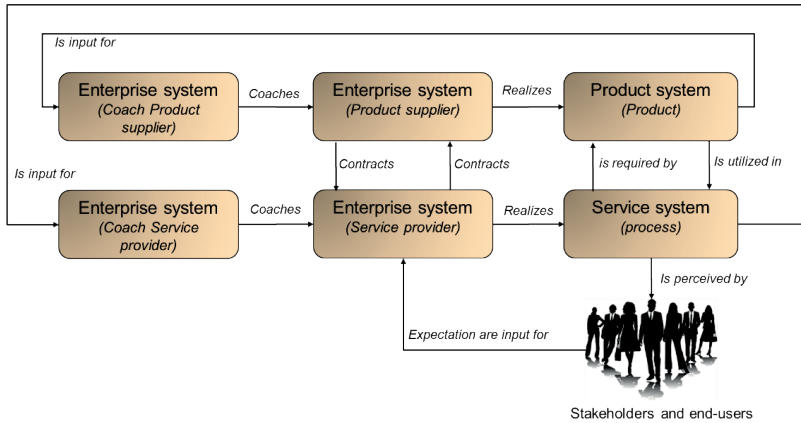 Is input for
Enterprise system
(Coach Product
supplier)
Coaches
Enterprise system
(Product supplier)
Realizes
Product system
(Product)
Contracts
Contracts
is required by
Is utilized in
Is input for
Enterprise system
(Coach Service
provider)
Coaches
Enterprise system
(Service provider)
Realizes
Service system
(process)
Is perceived by
Expectation are input for
Stakeholders and end-users